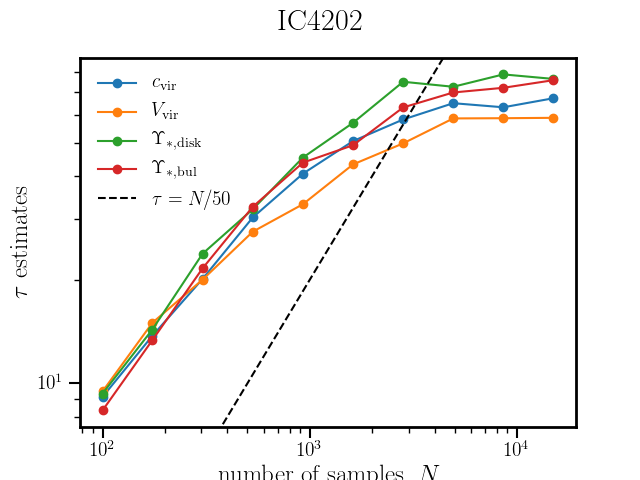 IC4202
c_vir
V_vir
Υ_*,disk
Υ_*,bul
τ = N/50
τ estimates
10^1
10^2 10^3 10^4
number of samples, N